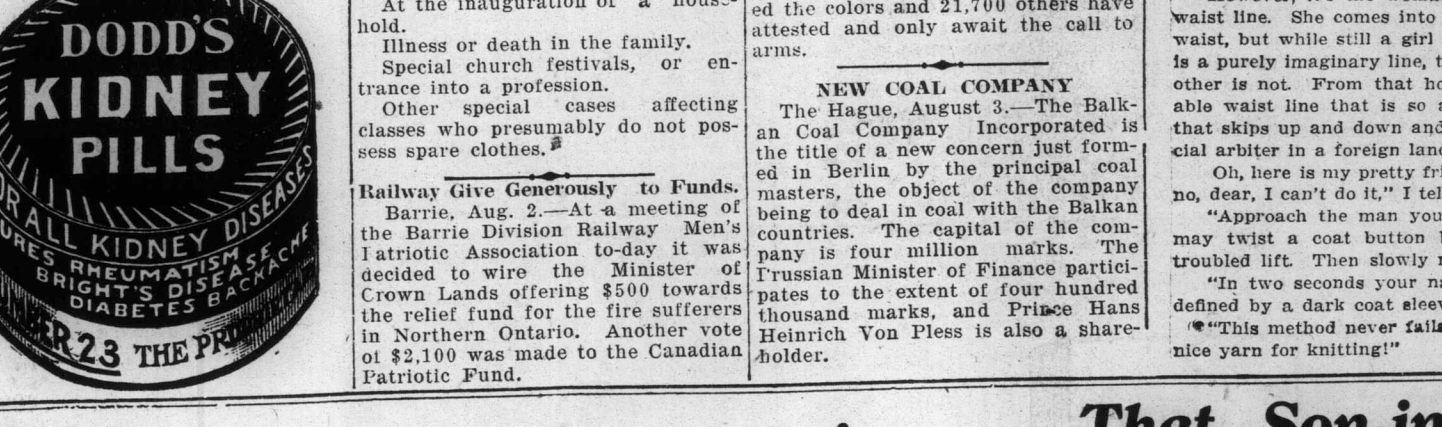 DODD'S
KIDNEY
PILLS
ALL KIDNEY DISEASES
RHEUMATISM
BRIGHT'S DISEASE
DIABETES BACKACHE
23 THE
At the inauguration of a house-
hold.
Illness or death in the family.
Special church festivals, or en-
trance into a profession.
Other special cases affecting
classes who presumably do not pos-
sess spare clothes.
Railway Give Generously to Funds.
Barrie, Aug. 2.—At a meeting of
the Barrie Division Railway Men's
Patriotic Association to-day it was
decided to wire the Minister of
Crown Lands offering $500 towards
the relief fund for the fire sufferers
in Northern Ontario. Another vote
of $2,100 was made to the Canadian
Patriotic Fund.
ed the colors and 21,700 others have
attested and only await the call to
arms.
NEW COAL COMPANY
The Hague, August 3.—The Balk-
an Coal Company Incorporated is
the title of a new concern just form-
ed in Berlin by the principal coal
masters, the object of the company
being to deal in coal with the Balkan
countries. The capital of the com-
pany is four million marks. The
Prussian Minister of Finance partici-
pates to the extent of four hundred
thousand marks, and Prince Hans
Heinrich Von Pless is also a share-
holder.
waist line. She comes into
waist, but while still a girl
is a purely imaginary line,
other is not. From that
able waist line that is so
that skips up and down
cial arbiter in a foreign
Oh, here is my pretty
no, dear, I can't do it," I
"Approach the man you
may twist a coat button
troubled lift. Then slowly
"In two seconds your
defined by a dark coat
"This method never fails
nice yarn for knitting!"
That Son